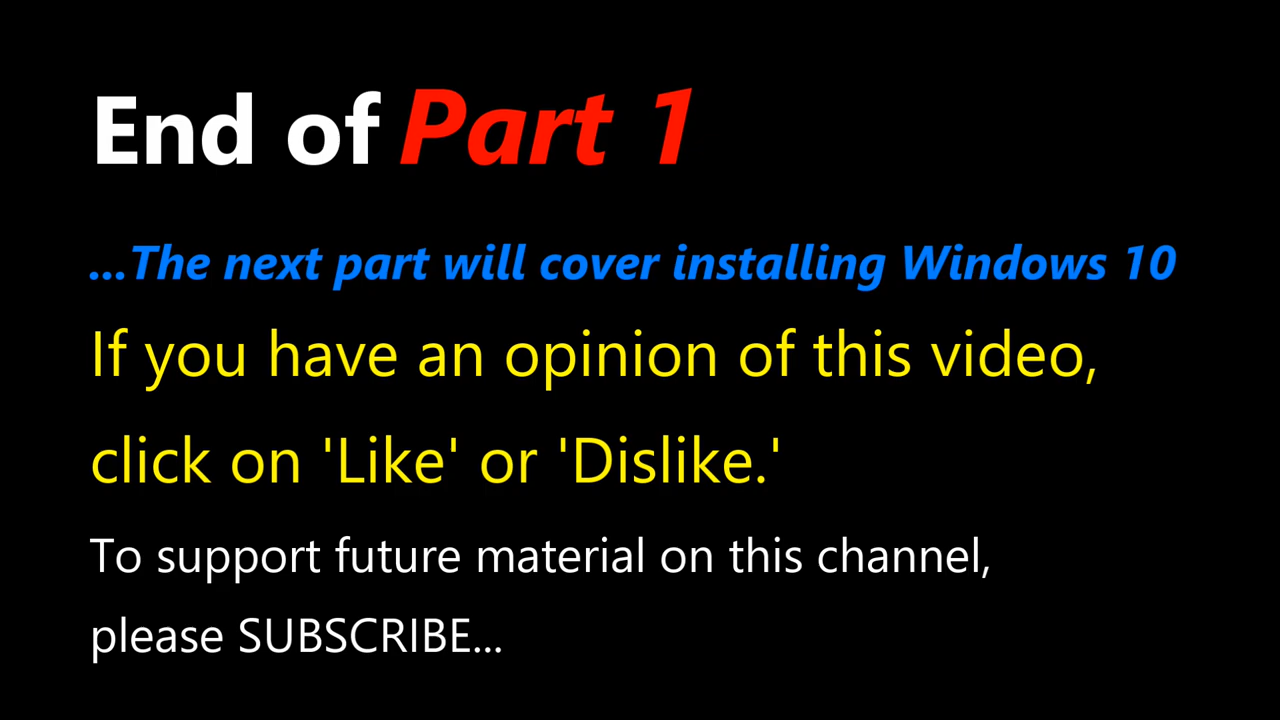 End of Part 1
...The next part will cover installing Windows 10
If you have an opinion of this video,
click on 'Like' or 'Dislike.'
To support future material on this channel,
please SUBSCRIBE...